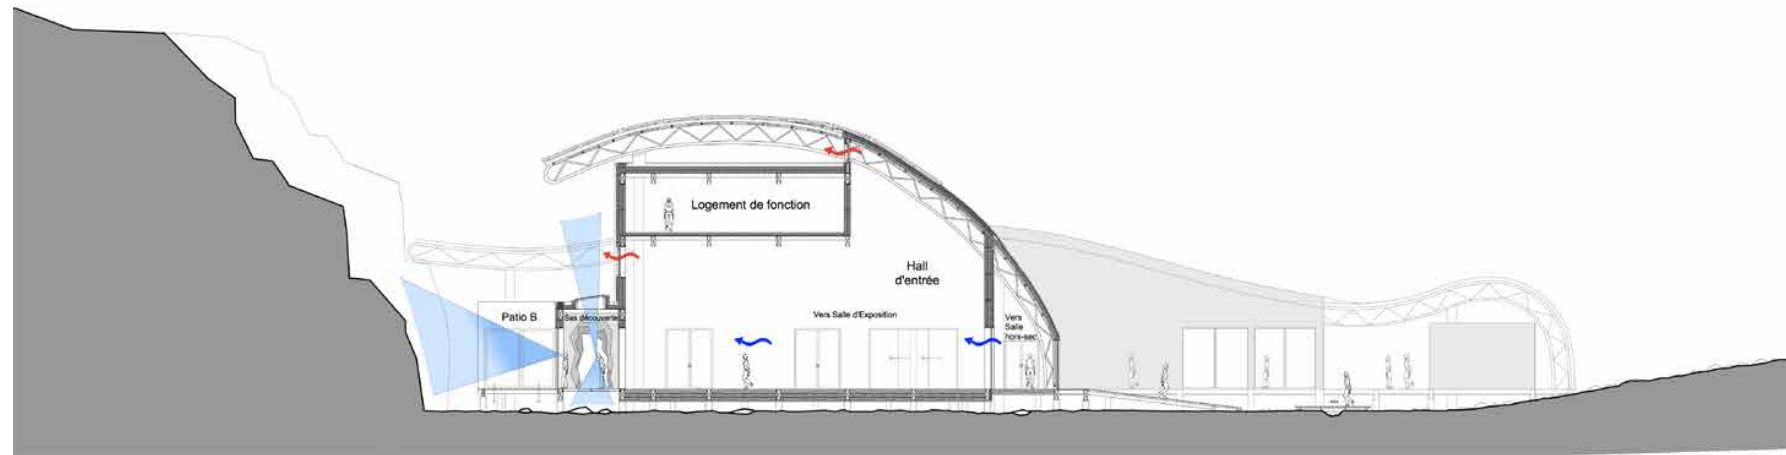 Logement de fonction
Hall
d'entrée
Patio B
Sas découverte
Vers Salle d'Exposition
Vers
Salle
hors-sac